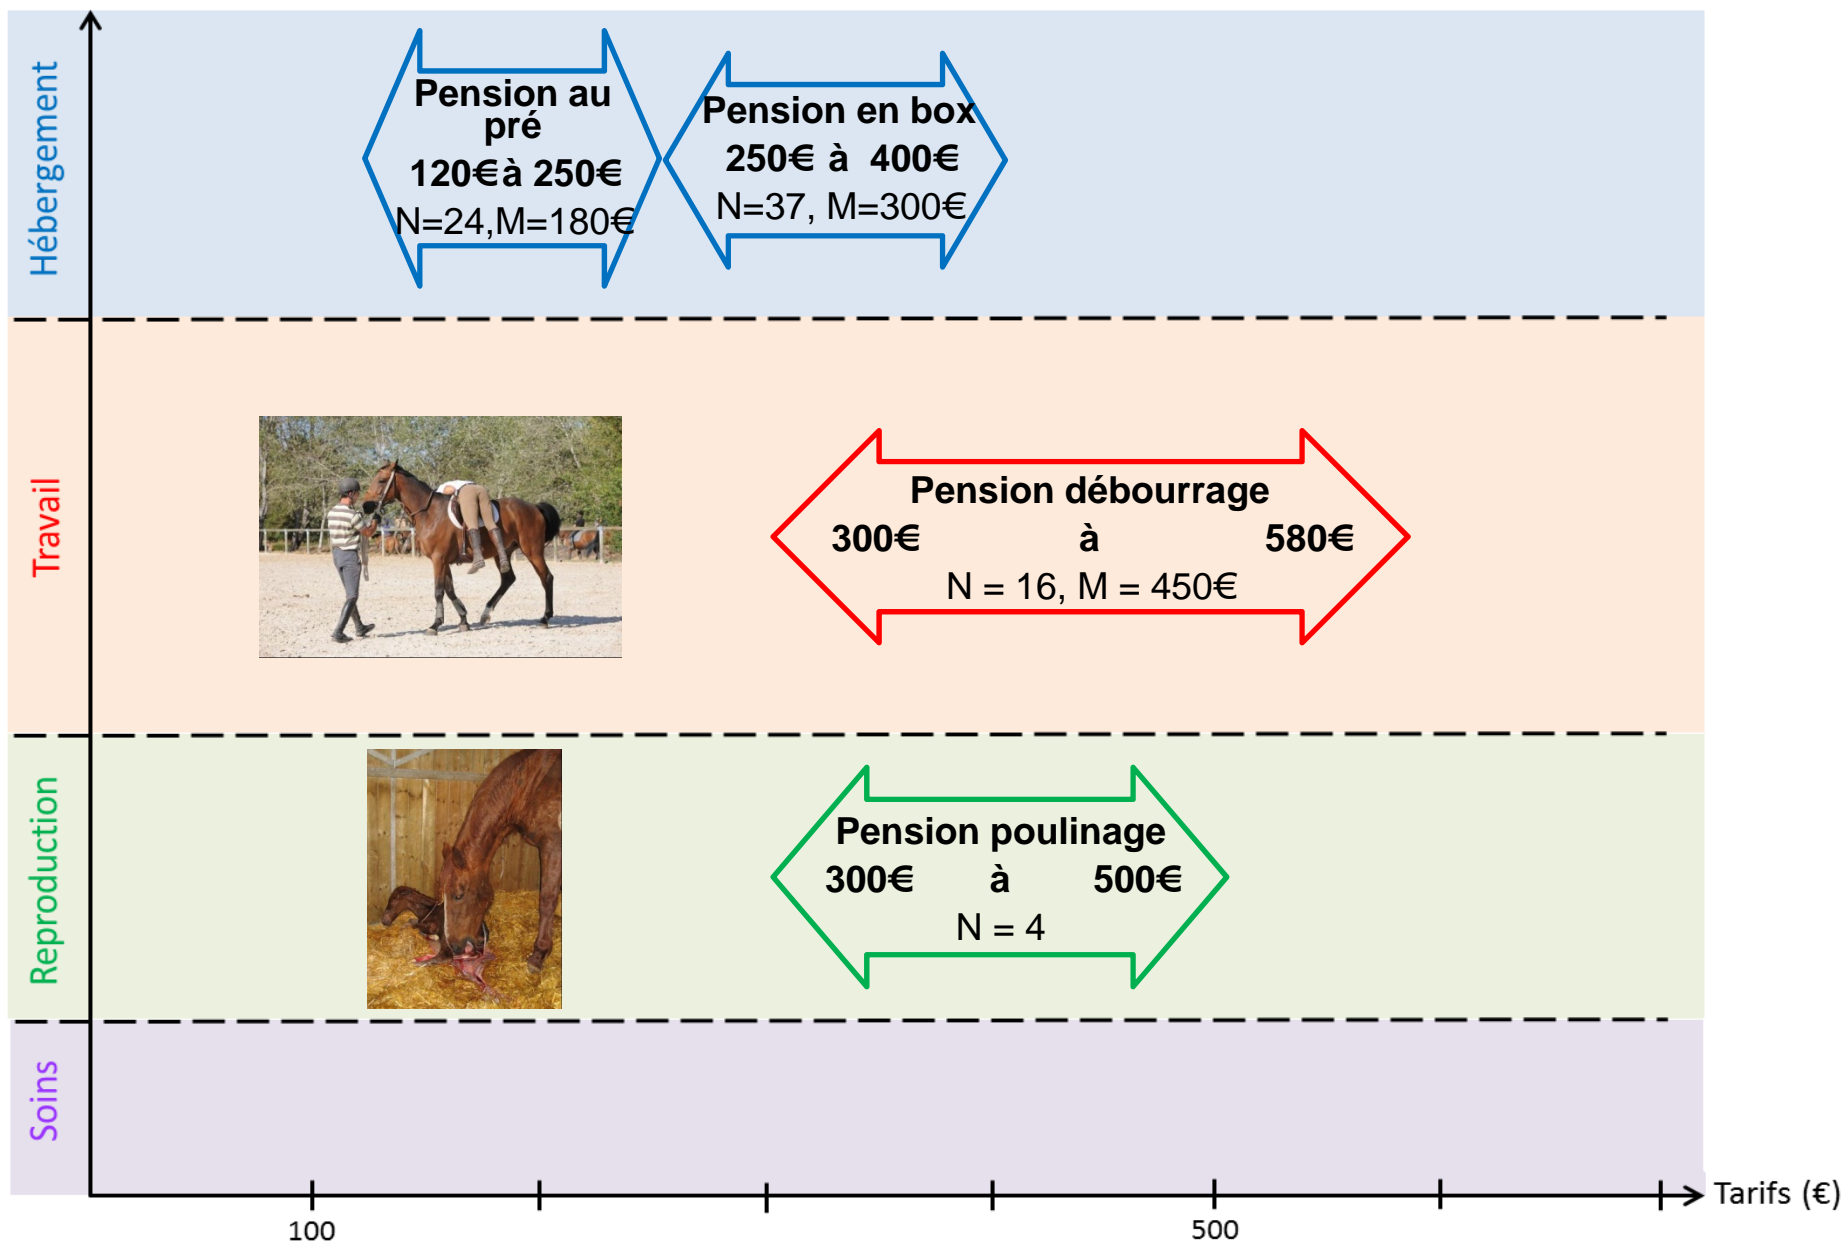 Hébergement
Pension au
pré
120€ à 250€
N=24,M=180€
Pension en box
250€ à 400€
N=37, M=300€
Travail
Pension débourrage
300€ à 580€
N = 16, M = 450€
Reproduction
Pension poulinage
300€ à 500€
N = 4
Soins
Tarifs (€)
100
500